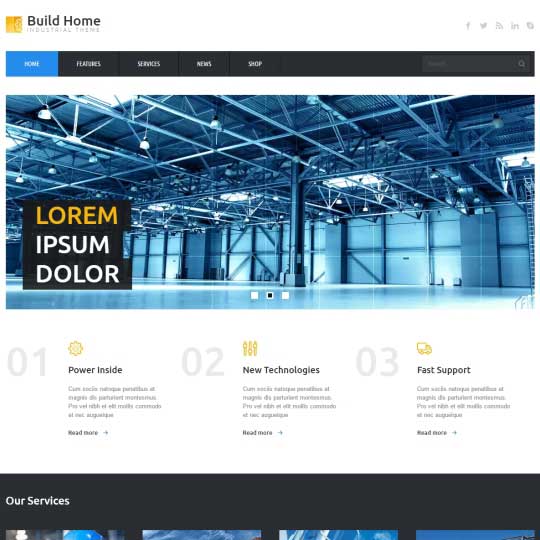 Build Home
INDUSTRIAL THEME
HOME FEATURES SERVICES NEWS SHOP Search
LOREM
IPSUM
DOLOR
01
Power Inside
Cum sociis natoque penatibus et
magnis dis parturient montesmus.
Pro vel nibh et elit mollis commodo
et nec augueique
Read more
02
New Technologies
Cum sociis natoque penatibus et
magnis dis parturient montesmus.
Pro vel nibh et elit mollis commodo
et nec augueique
Read more
03
Fast Support
Cum sociis natoque penatibus et
magnis dis parturient montesmus.
Pro vel nibh et elit mollis commodo
et nec augueique
Read more
Our Services